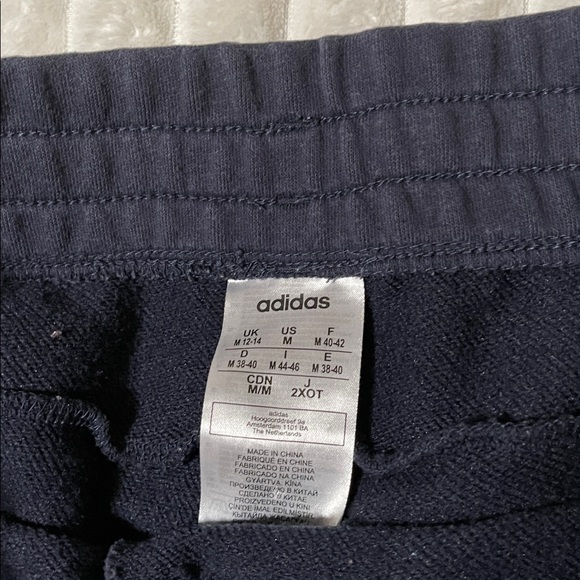 adidas
UK US F
M 12-14 M M 40-42
D I E
M 38-40 M 44-46 M 38-40
CDN J
M/M 2XOT
adidas
Hoogoorddreef 9a
Amsterdam 1101 BA
The Netherlands
MADE IN CHINA
FABRIQUÉ EN CHINE
FABRICADO EN CHINA
FABRICADO NA CHINA
GYÁRTVA, KÍNA
ПРОИЗВЕДЕНО В КИТАЙ
СДЕЛАНО В КИТАЕ
PROIZVEDENO U KINI
ÇİN'DE İMAL EDİLMİŞTİR